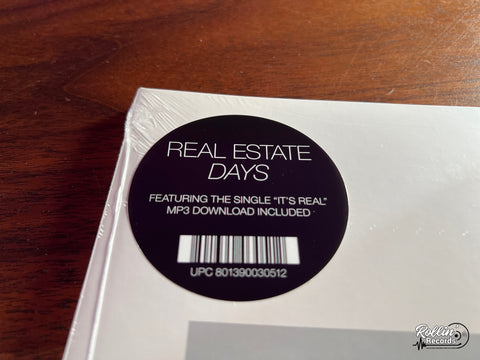 REAL ESTATE
DAYS
FEATURING THE SINGLE "IT'S REAL"
MP3 DOWNLOAD INCLUDED
UPC 801390030512
Rollin'
Records